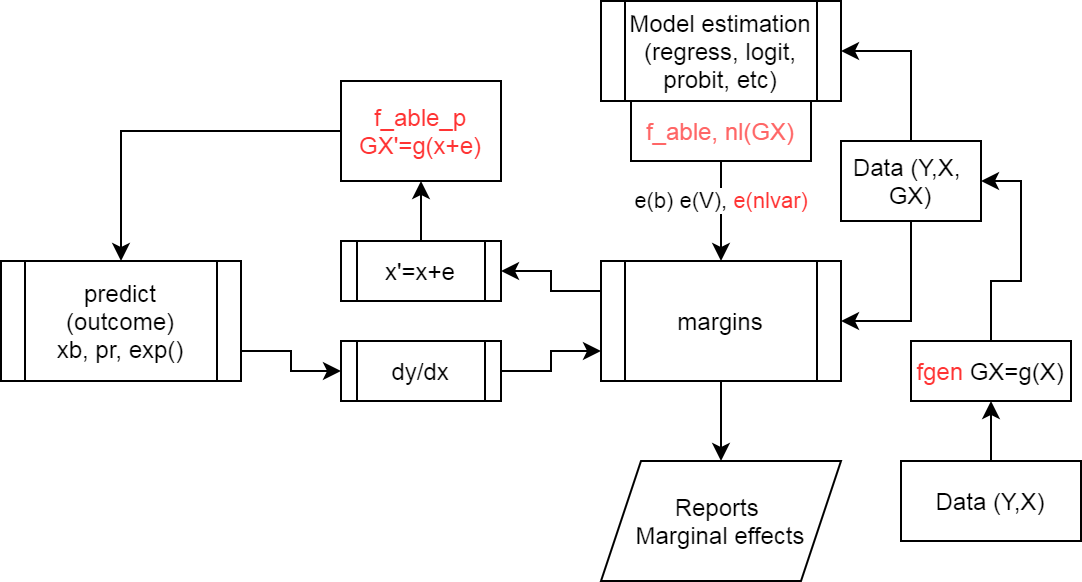 Model estimation
(regress, logit,
probit, etc)
f_able_p
GX'=g(x+e)
f_able, nl(GX)
Data (Y,X,
GX)
e(b) e(V), e(nlvar)
x'=x+e
predict
(outcome)
xb, pr, exp()
margins
dy/dx
fgen GX=g(X)
Reports
Marginal effects
Data (Y,X)